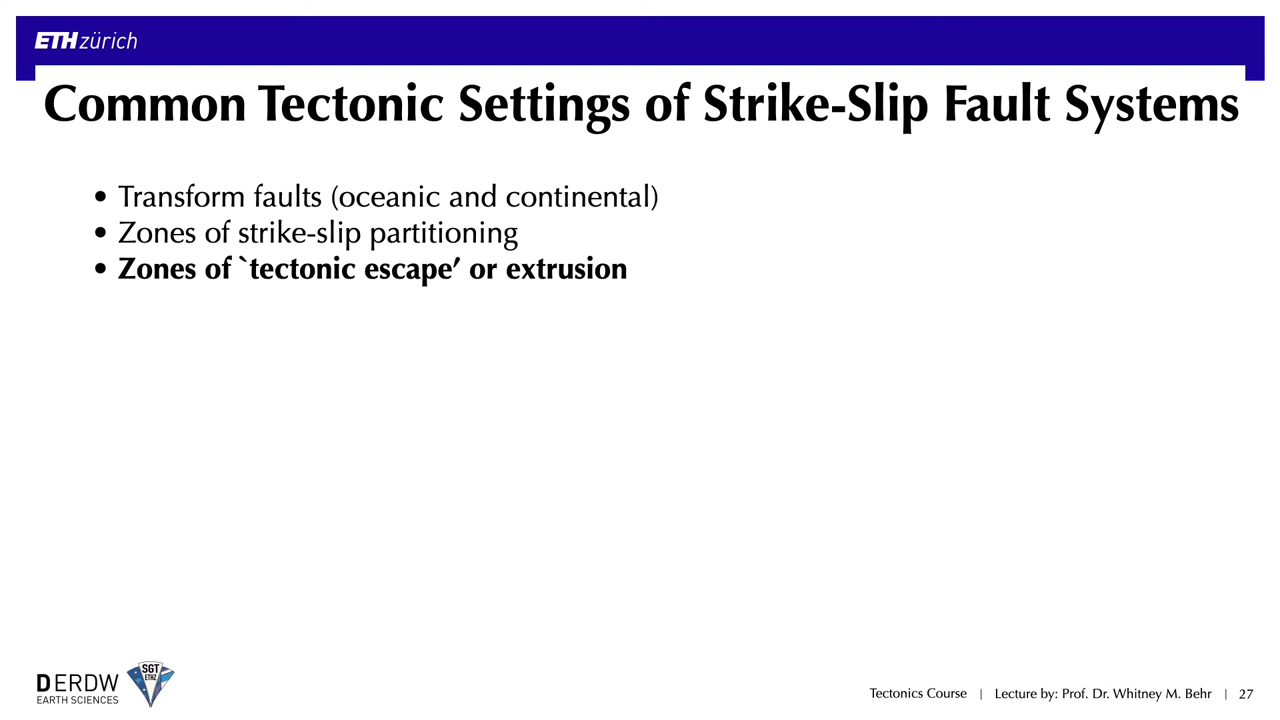 ETH zürich
Common Tectonic Settings of Strike-Slip Fault Systems
• Transform faults (oceanic and continental)
• Zones of strike-slip partitioning
• Zones of `tectonic escape’ or extrusion
DERDW
EARTH SCIENCES
SGT
ETHZ
Tectonics Course | Lecture by: Prof. Dr. Whitney M. Behr | 27